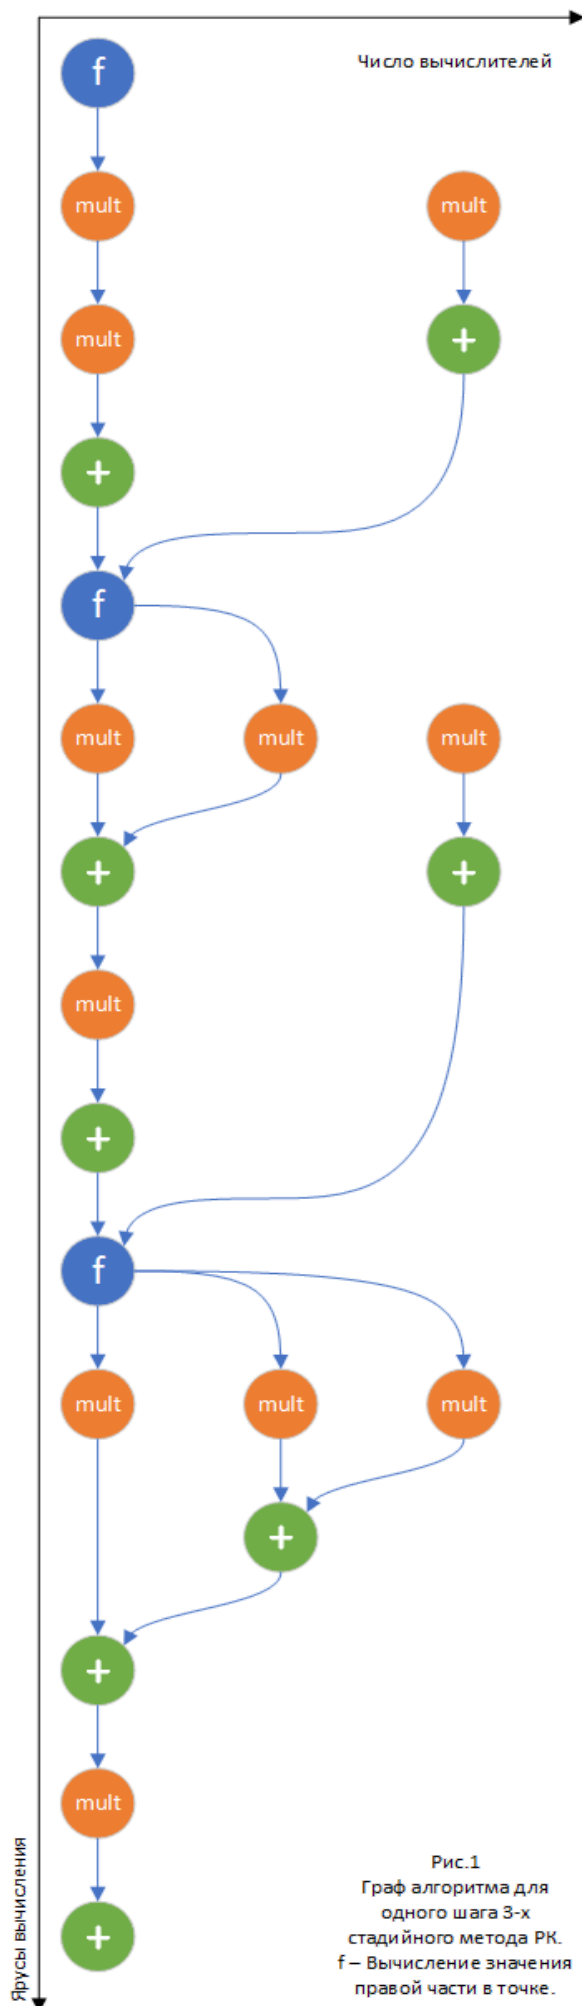 Число вычислителей
f
mult mult
mult +
+
f
mult mult mult
+ +
mult
+
f
mult mult mult
+
+
mult
+
Ярусы вычисления
Рис.1
Граф алгоритма для
одного шага 3-х
стадийного метода РК.
f – Вычисление значения
правой части в точке.